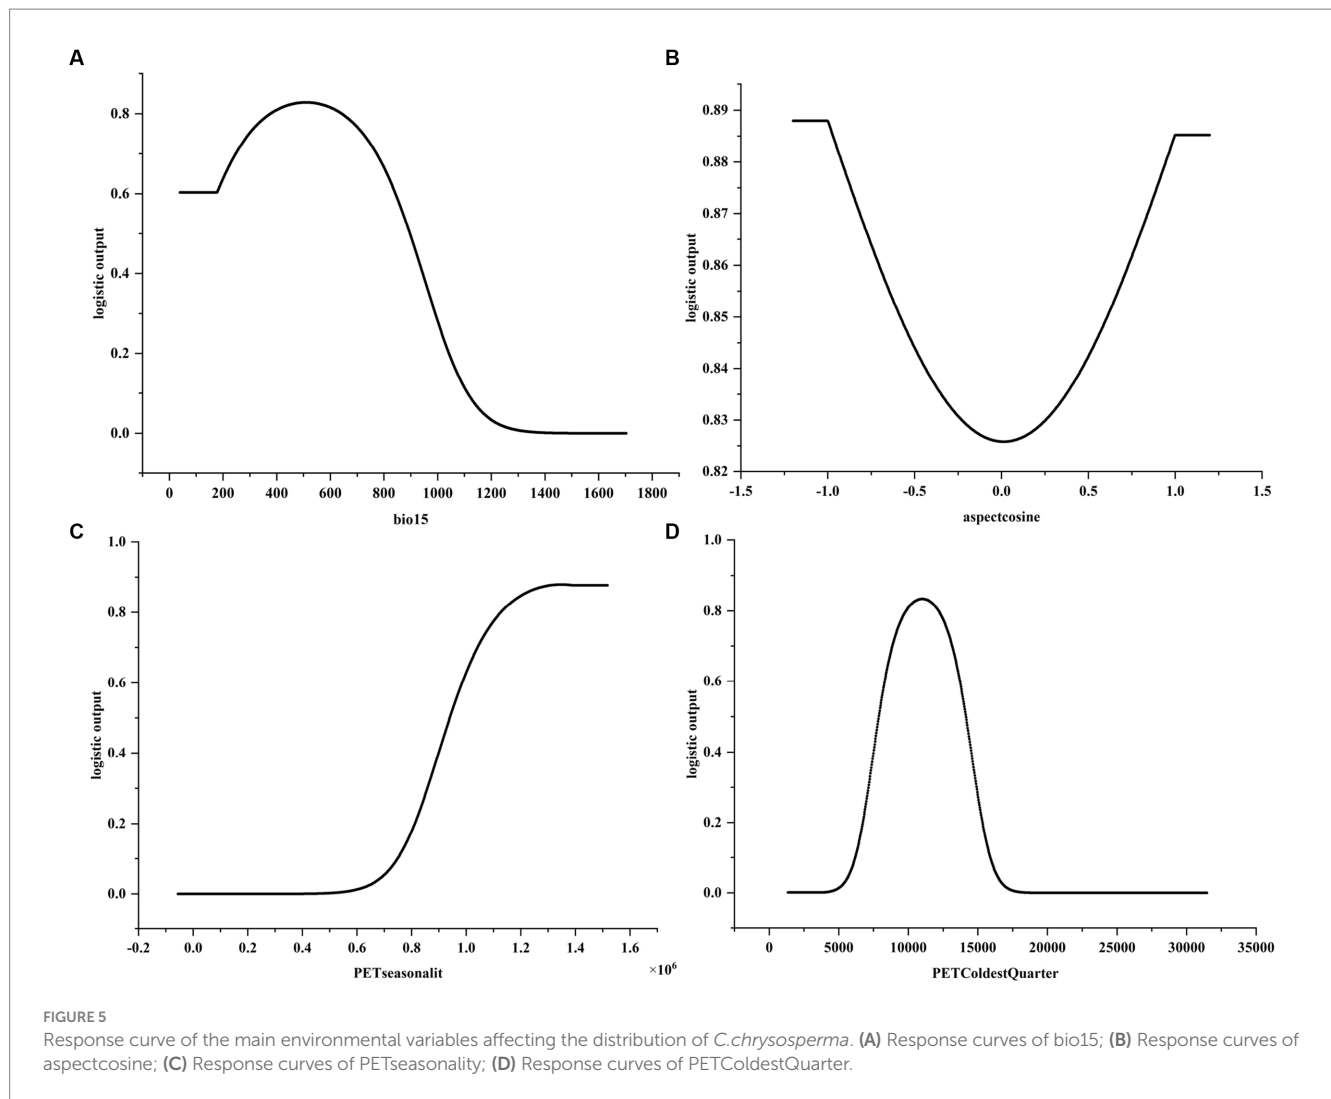 A
logistic output
0.8
0.6
0.4
0.2
0.0
0 200 400 600 800 1000 1200 1400 1600 1800
bio15
B
logistic output
0.89
0.88
0.87
0.86
0.85
0.84
0.83
0.82
-1.5 -1.0 -0.5 0.0 0.5 1.0 1.5
aspectcosine
C
logistic output
1.0
0.8
0.6
0.4
0.2
0.0
-0.2 0.0 0.2 0.4 0.6 0.8 1.0 1.2 1.4 1.6
PETseasonalit ×10⁶
D
logistic output
1.0
0.8
0.6
0.4
0.2
0.0
0 5000 10000 15000 20000 25000 30000 35000
PETColdestQuarter
FIGURE 5
Response curve of the main environmental variables affecting the distribution of C.chrysosperma. (A) Response curves of bio15; (B) Response curves of
aspectcosine; (C) Response curves of PETseasonality; (D) Response curves of PETColdestQuarter.